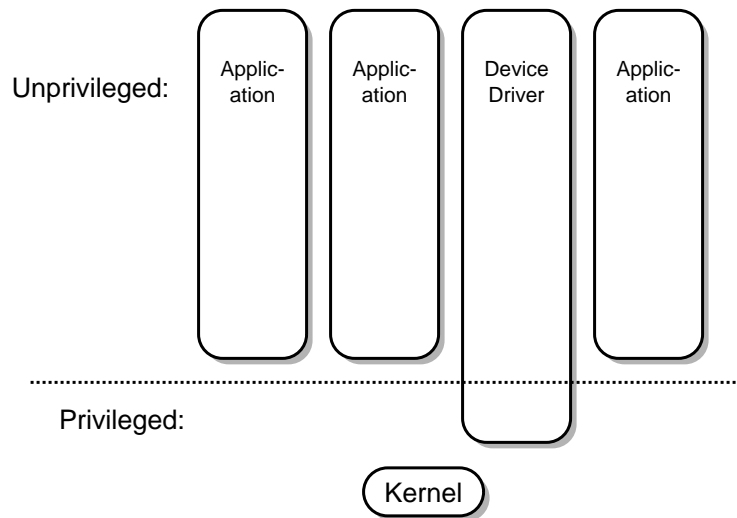 Unprivileged:
Applic-
ation
Applic-
ation
Device
Driver
Applic-
ation
Privileged:
Kernel